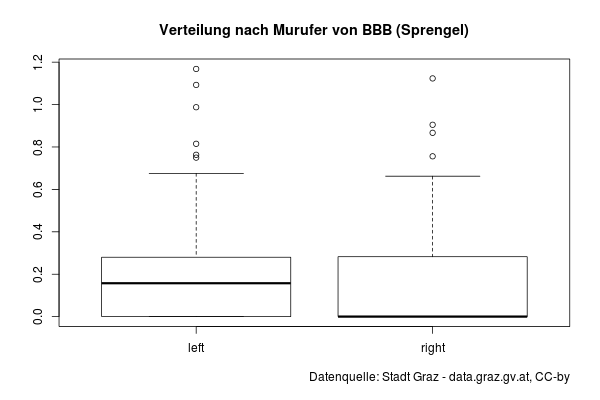 Verteilung nach Murufer von BBB (Sprengel)
1.2
1.0
0.8
0.6
0.4
0.2
0.0
left right
Datenquelle: Stadt Graz - data.graz.gv.at, CC-by